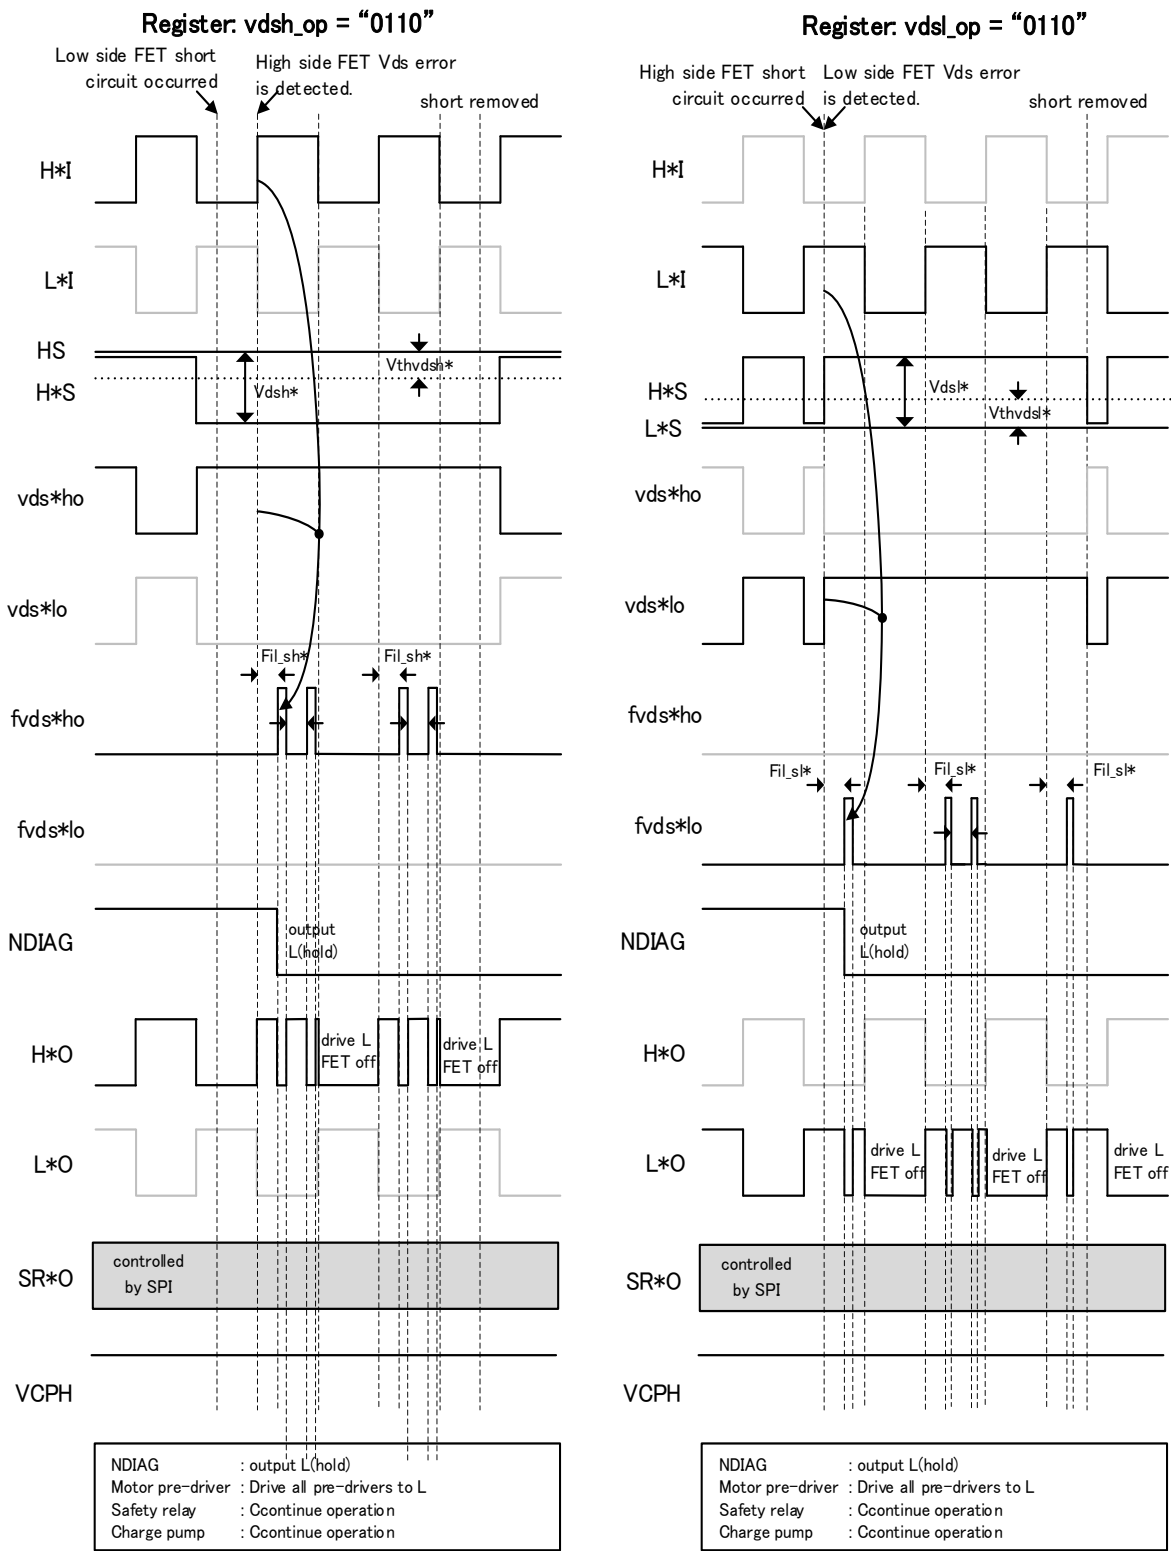 Register: vdsh_op = “0110”
Low side FET short
circuit occurred
High side FET Vds error
is detected.
short removed
H*I
L*I
HS
Vthvdsh*
H*S
Vdsh*
vds*ho
vds*lo
Fil_sh*
Fil_sh*
fvds*ho
fvds*lo
NDIAG
output
L(hold)
H*O
drive L
FET off
drive L
FET off
L*O
SR*O
controlled
by SPI
VCPH
NDIAG : output L(hold)
Motor pre-driver : Drive all pre-drivers to L
Safety relay : Ccontinue operation
Charge pump : Ccontinue operation
Register: vdsl_op = “0110”
High side FET short
circuit occurred
Low side FET Vds error
is detected.
short removed
H*I
L*I
H*S
Vdsl*
Vthvdsl*
L*S
vds*ho
vds*lo
fvds*ho
Fil_sl*
Fil_sl*
Fil_sl*
fvds*lo
NDIAG
output
L(hold)
H*O
L*O
drive L
FET off
drive L
FET off
drive L
FET off
SR*O
controlled
by SPI
VCPH
NDIAG : output L(hold)
Motor pre-driver : Drive all pre-drivers to L
Safety relay : Ccontinue operation
Charge pump : Ccontinue operation